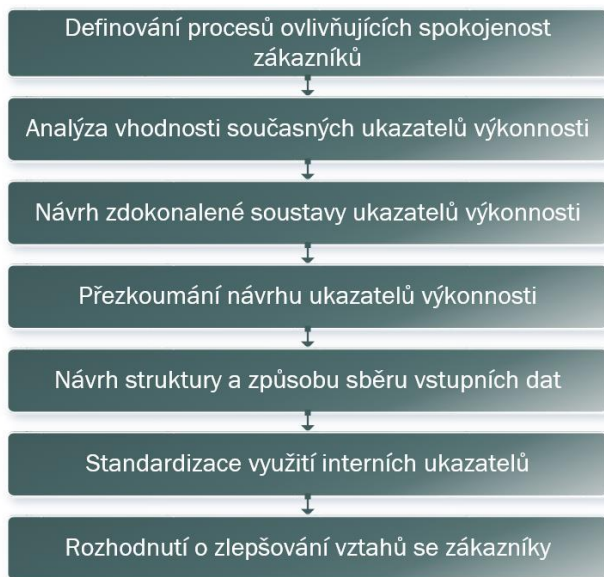 Definování procesů ovlivňujících spokojenost
zákazníků
Analýza vhodnosti současných ukazatelů výkonnosti
Návrh zdokonalené soustavy ukazatelů výkonnosti
Přezkoumání návrhu ukazatelů výkonnosti
Návrh struktury a způsobu sběru vstupních dat
Standardizace využití interních ukazatelů
Rozhodnutí o zlepšování vztahů se zákazníky